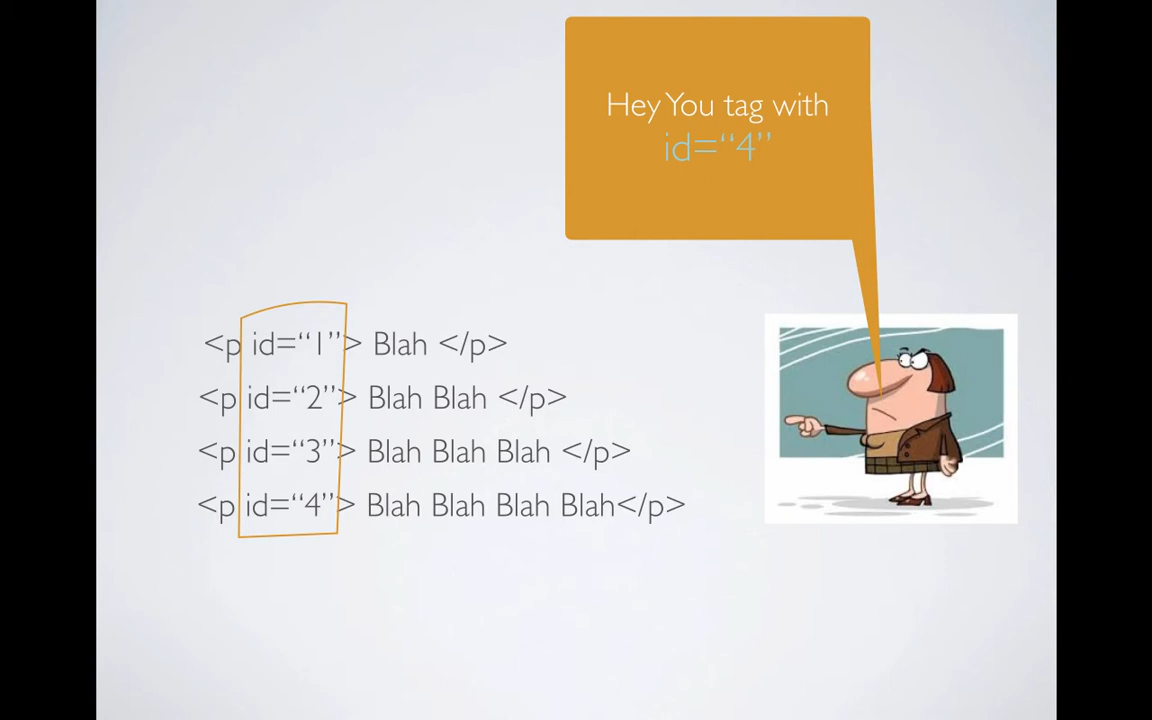 Hey You tag with
id=“4”
<p id=“1”> Blah </p>
<p id=“2”> Blah Blah </p>
<p id=“3”> Blah Blah Blah </p>
<p id=“4”> Blah Blah Blah Blah</p>